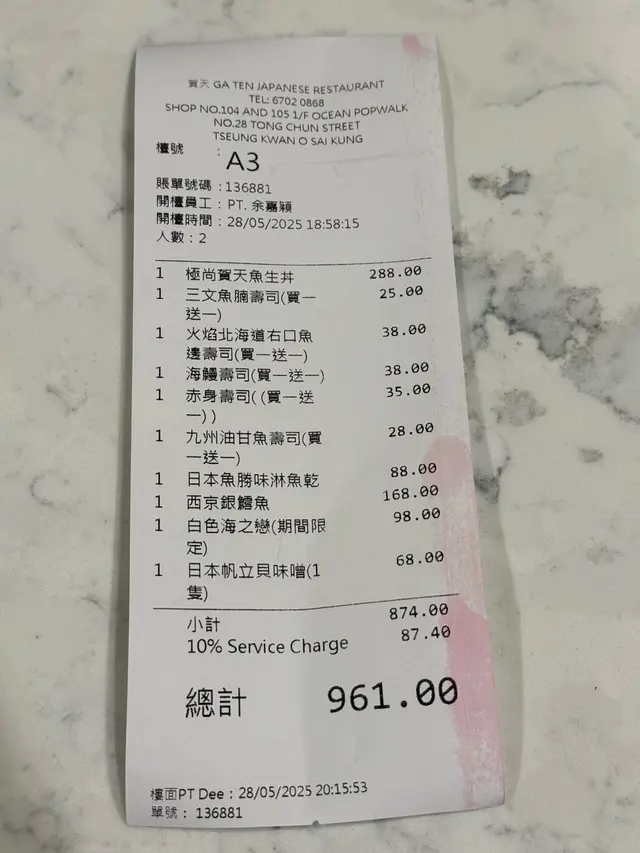 賀天 GA TEN JAPANESE RESTAURANT
TEL: 6702 0868
SHOP NO.104 AND 105 1/F OCEAN POPWALK
NO.28 TONG CHUN STREET
TSEUNG KWAN O SAI KUNG
檯號 : A3
賬單號碼 : 136881
開檯員工 : PT. 余嘉穎
開檯時間 : 28/05/2025 18:58:15
人數 : 2
1 極尚賀天魚生丼 288.00
1 三文魚腩壽司(買一 25.00
送一)
1 火焰北海道右口魚 38.00
邊壽司(買一送一)
1 海鰻壽司(買一送一) 38.00
1 赤身壽司( (買一送 35.00
一) )
1 九州油甘魚壽司(買 28.00
一送一)
1 日本魚勝味淋魚乾 88.00
1 西京銀鱈魚 168.00
1 白色海之戀(期間限 98.00
定)
1 日本帆立貝味噌(1 68.00
隻)
小計 874.00
10% Service Charge 87.40
總計 961.00
樓面PT Dee : 28/05/2025 20:15:53
單號 : 136881